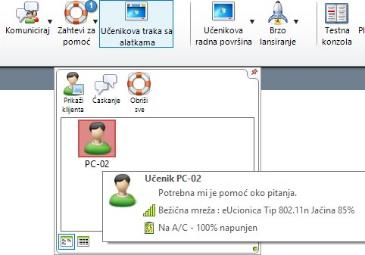 Komuniciraj
Zahtevi za
pomoć
1
Učenikova traka sa
alatkama
Učenikova
radna površina
Brzo
lansiranje
Testna
konzola
Prikaži
klijenta
Ćaskanje
Obriši
sve
PC-02
Učenik PC-02
Potrebna mi je pomoć oko pitanja.
Bežična mreža : eUcionica Tip 802.11n Jačina 85%
Na A/C - 100% napunjen